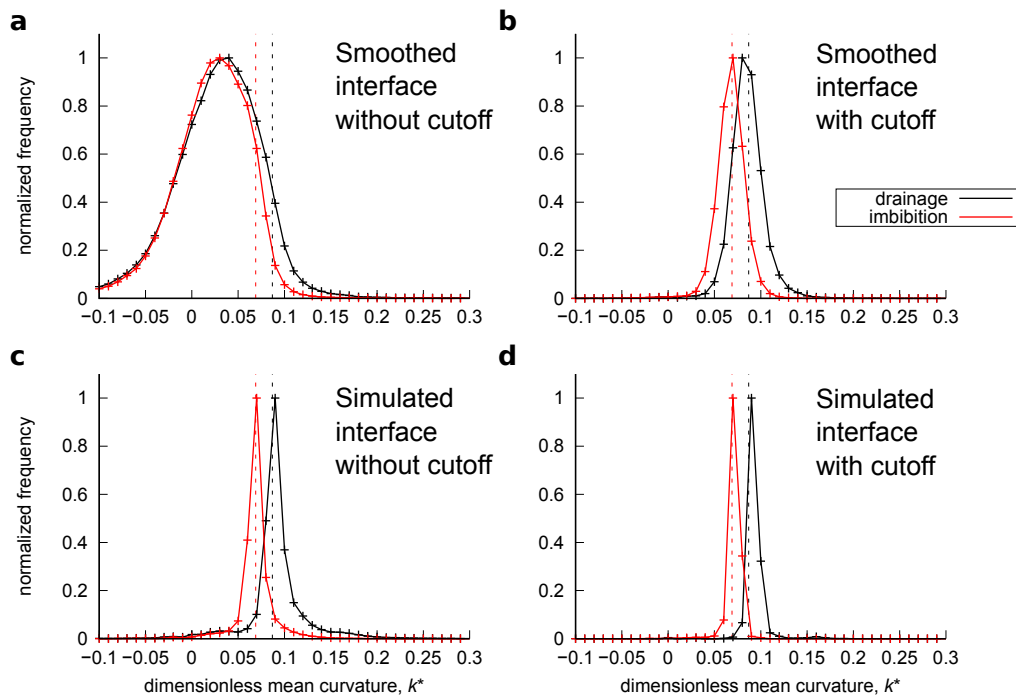 a
normalized frequency
1
0.8
0.6
0.4
0.2
0
Smoothed
interface
without cutoff
−0.1 −0.05 0 0.05 0.1 0.15 0.2 0.25 0.3
b
1
0.8
0.6
0.4
0.2
0
Smoothed
interface
with cutoff
drainage
imbibition
−0.1 −0.05 0 0.05 0.1 0.15 0.2 0.25 0.3
c
normalized frequency
1
0.8
0.6
0.4
0.2
0
Simulated
interface
without cutoff
−0.1 −0.05 0 0.05 0.1 0.15 0.2 0.25 0.3
dimensionless mean curvature, k*
d
1
0.8
0.6
0.4
0.2
0
Simulated
interface
with cutoff
−0.1 −0.05 0 0.05 0.1 0.15 0.2 0.25 0.3
dimensionless mean curvature, k*